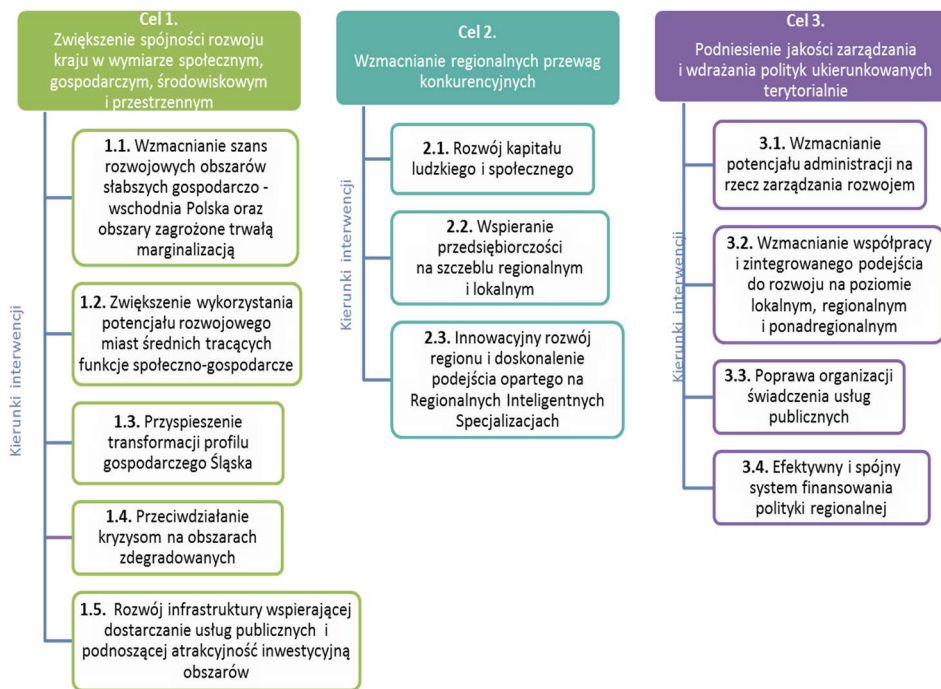 Cel 1.
Zwiększenie spójności rozwoju
kraju w wymiarze społecznym,
gospodarczym, środowiskowym
i przestrzennym
Kierunki interwencji
1.1. Wzmacnianie szans
rozwojowych obszarów
słabszych gospodarczo -
wschodnia Polska oraz
obszary zagrożone trwałą
marginalizacją
1.2. Zwiększenie wykorzystania
potencjału rozwojowego
miast średnich tracących
funkcje społeczno-gospodarcze
1.3. Przyspieszenie
transformacji profilu
gospodarczego Śląska
1.4. Przeciwdziałanie
kryzysom na obszarach
zdegradowanych
1.5. Rozwój infrastruktury wspierającej
dostarczanie usług publicznych i
podnoszącej atrakcyjność inwestycyjną
obszarów
Cel 2.
Wzmacnianie regionalnych przewag
konkurencyjnych
Kierunki interwencji
2.1. Rozwój kapitału
ludzkiego i społecznego
2.2. Wspieranie
przedsiębiorczości
na szczeblu regionalnym
i lokalnym
2.3. Innowacyjny rozwój
regionu i doskonalenie
podejścia opartego na
Regionalnych Inteligentnych
Specjalizacjach
Cel 3.
Podniesienie jakości zarządzania
i wdrażania polityk ukierunkowanych
terytorialnie
Kierunki interwencji
3.1. Wzmacnianie
potencjału administracji na
rzecz zarządzania rozwojem
3.2. Wzmacnianie współpracy
i zintegrowanego podejścia
do rozwoju na poziomie
lokalnym, regionalnym
i ponadregionalnym
3.3. Poprawa organizacji
świadczenia usług
publicznych
3.4. Efektywny i spójny
system finansowania
polityki regionalnej